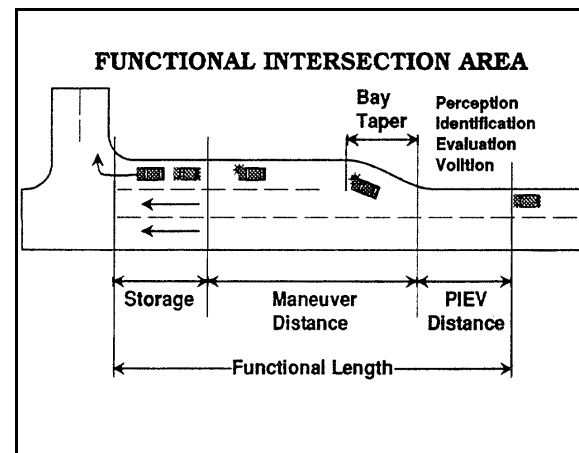 FUNCTIONAL INTERSECTION AREA
Bay
Taper
Perception
Identification
Evaluation
Volition
Storage
Maneuver
Distance
PIEV
Distance
Functional Length